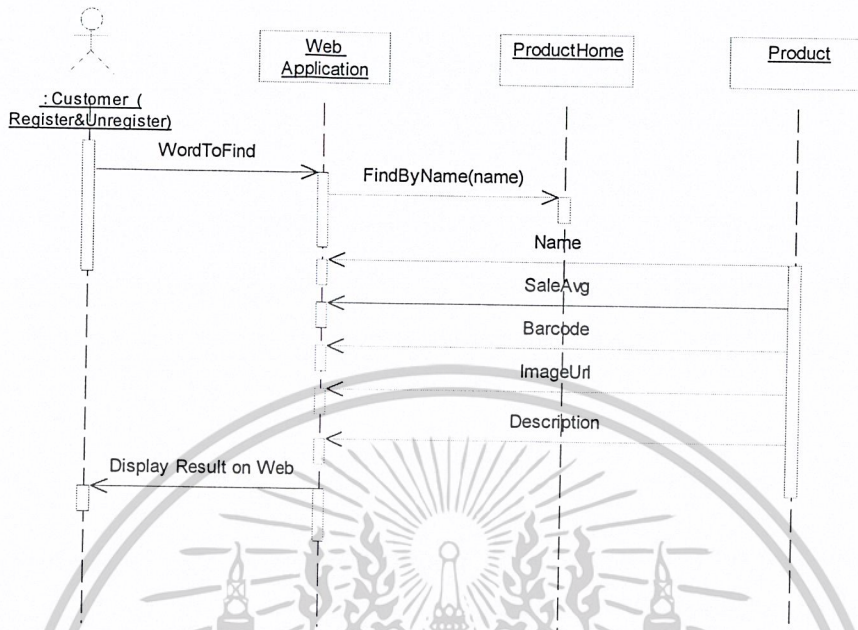 Web
Application
ProductHome
Product
: Customer (
Register&Unregister)
WordToFind
FindByName(name)
Name
SaleAvg
Barcode
ImageUrl
Description
Display Result on Web